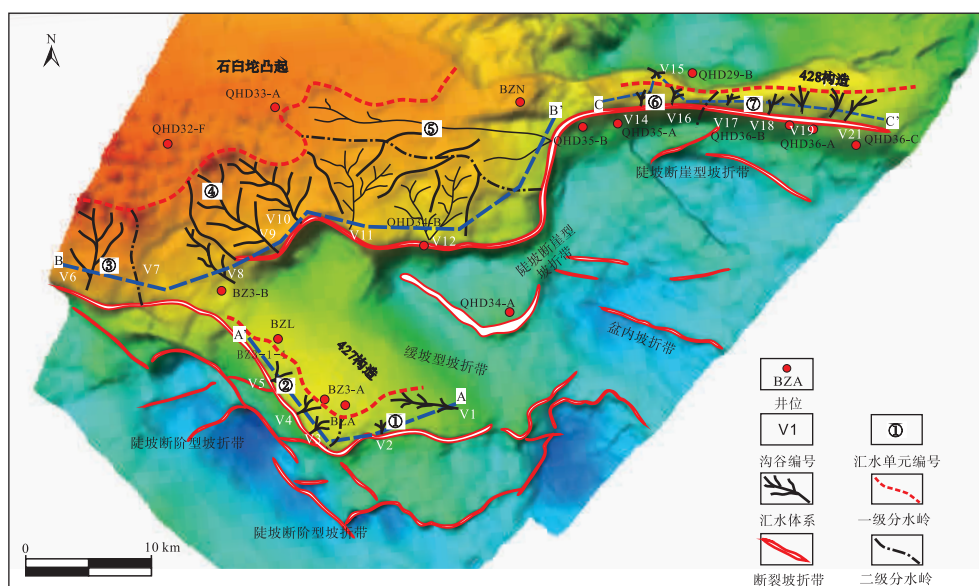 N
石臼坨凸起
QHD33-A
QHD32-F
BZN
V15
QHD29-B
428构造
⑤
B'
C
⑥
⑦
V14
V16
V17
V18
V19
V21
C'
QHD35-B
QHD35-A
QHD36-B
QHD36-A
QHD36-C
陡坡断崖型坡折带
④
V10
V9
QHD34-B
V11
V12
B
V6
③
V7
V8
BZ3-B
陡坡断崖型
坡折带
QHD34-A
盆内坡折带
A'
BZL
BZ3-1
427构造
缓坡型坡折带
②
V5
BZ3-A
BZA
A
V1
①
V4
V3
V2
陡坡断阶型坡折带
陡坡断阶型坡折带
BZA
井位
V1
沟谷编号
①
汇水单元编号
汇水体系
一级分水岭
断裂坡折带
二级分水岭
0
10 km